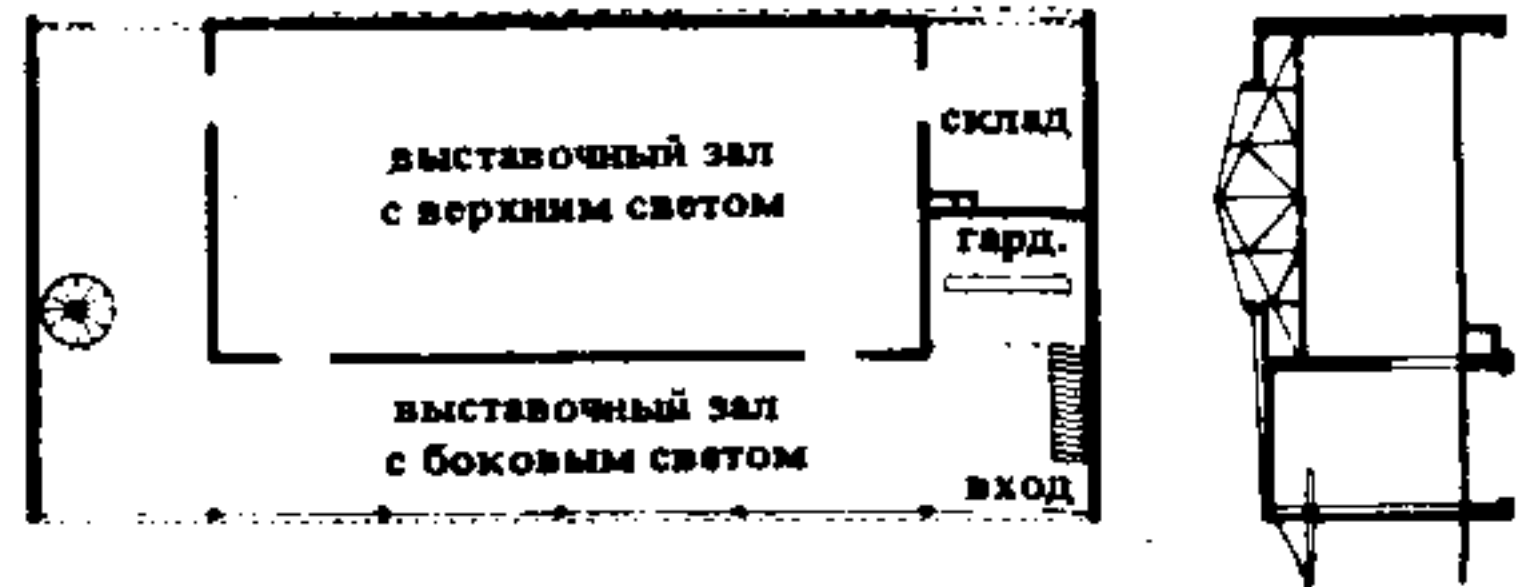 склад
выставочный зал
с верхним светом
гард.
выставочный зал
с боковым светом
вход